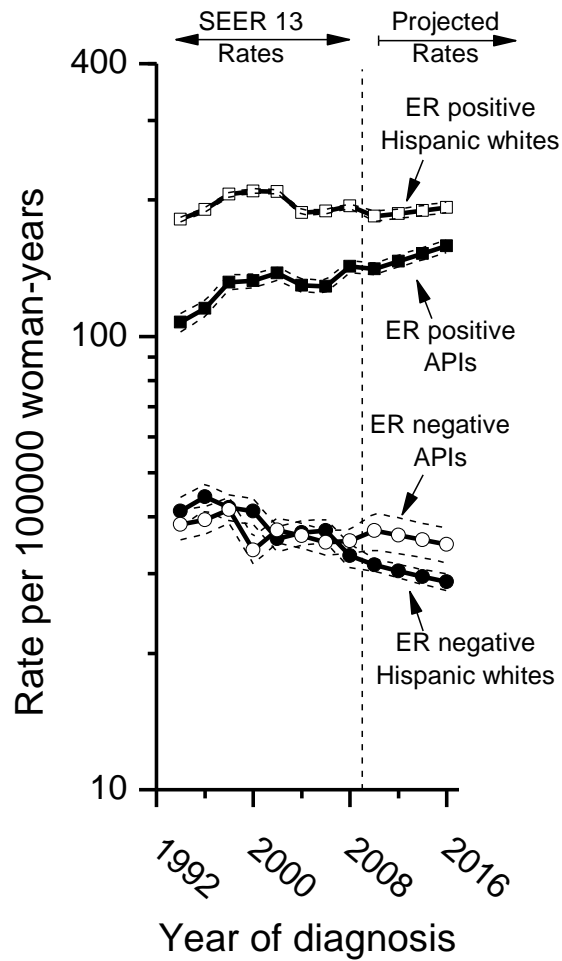 SEER 13
Rates
Projected
Rates
400
ER positive
Hispanic whites
100
ER positive
APIs
ER negative
APIs
ER negative
Hispanic whites
10
Rate per 100000 woman-years
1992
2000
2008
2016
Year of diagnosis